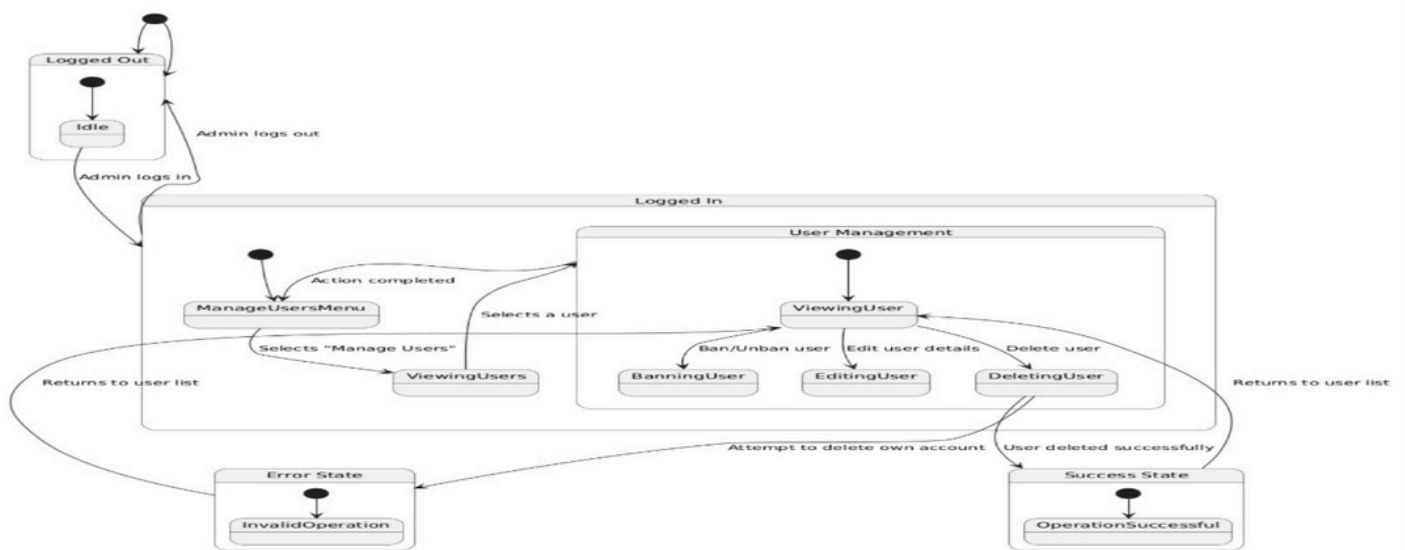 Logged Out
Idle
Admin logs out
Admin logs in
Logged In
User Management
Action completed
ManageUsersMenu
ViewingUser
Selects a user
Selects "Manage Users"
Ban/Unban user
Edit user details
Delete user
Returns to user list
ViewingUsers
BanningUser
EditingUser
DeletingUser
Returns to user list
Attempt to delete own account
User deleted successfully
Error State
Success State
InvalidOperation
OperationSuccessful